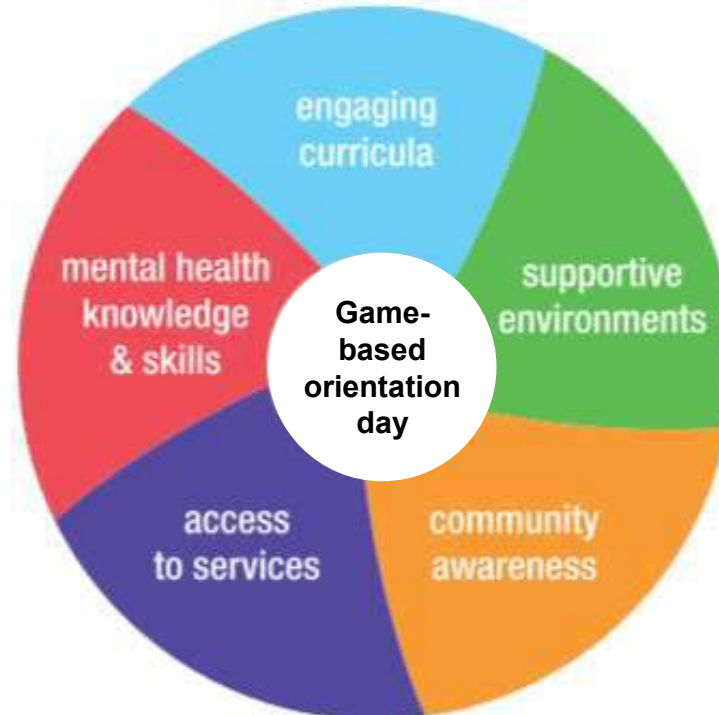 engaging
curricula
supportive
environments
community
awareness
access
to services
mental health
knowledge
& skills
Game-
based
orientation
day